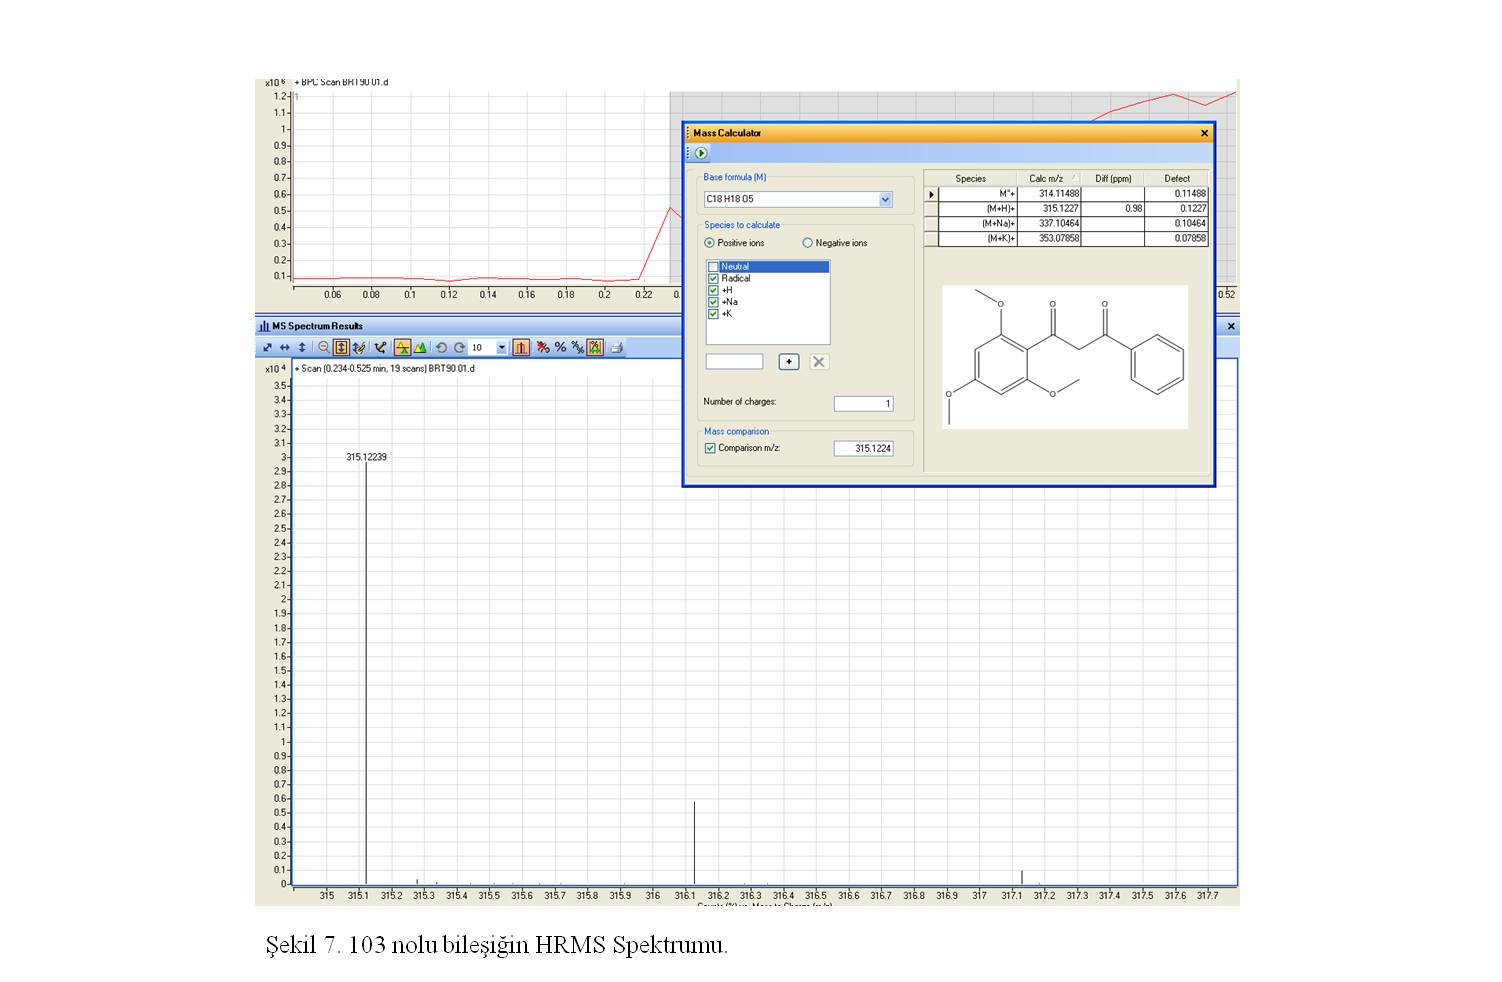 x10 6 + BPC Scan BRT90 01.d
1.2
1
1.1
1
0.9
0.8
0.7
0.6
0.5
0.4
0.3
0.2
0.1
0.06 0.08 0.1 0.12 0.14 0.16 0.18 0.2 0.22 0. 0.52
Mass Calculator
Base formula (M)
C18 H18 O5
Species to calculate
Positive ions Negative ions
Neutral
Radical
+H
+Na
+K
Number of charges: 1
Mass comparison
Comparison m/z: 315.1224
Species Calc m/z Diff (ppm) Defect
M*+ 314.11488 0.11488
(M+H)+ 315.1227 0.98 0.1227
(M+Na)+ 337.10464 0.10464
(M+K)+ 353.07858 0.07858
O O O
O O
MS Spectrum Results
10
x10 4 + Scan (0.234-0.525 min, 19 scans) BRT90 01.d
3.5
3.4
3.3
3.2
3.1
3
315.12239
2.9
2.8
2.7
2.6
2.5
2.4
2.3
2.2
2.1
2
1.9
1.8
1.7
1.6
1.5
1.4
1.3
1.2
1.1
1
0.9
0.8
0.7
0.6
0.5
0.4
0.3
0.2
0.1
0
315 315.1 315.2 315.3 315.4 315.5 315.6 315.7 315.8 315.9 316 316.1 316.2 316.3 316.4 316.5 316.6 316.7 316.8 316.9 317 317.1 317.2 317.3 317.4 317.5 317.6 317.7
Counts (%) vs. Mass-to-Charge (m/z)
Şekil 7. 103 nolu bileşiğin HRMS Spektrumu.